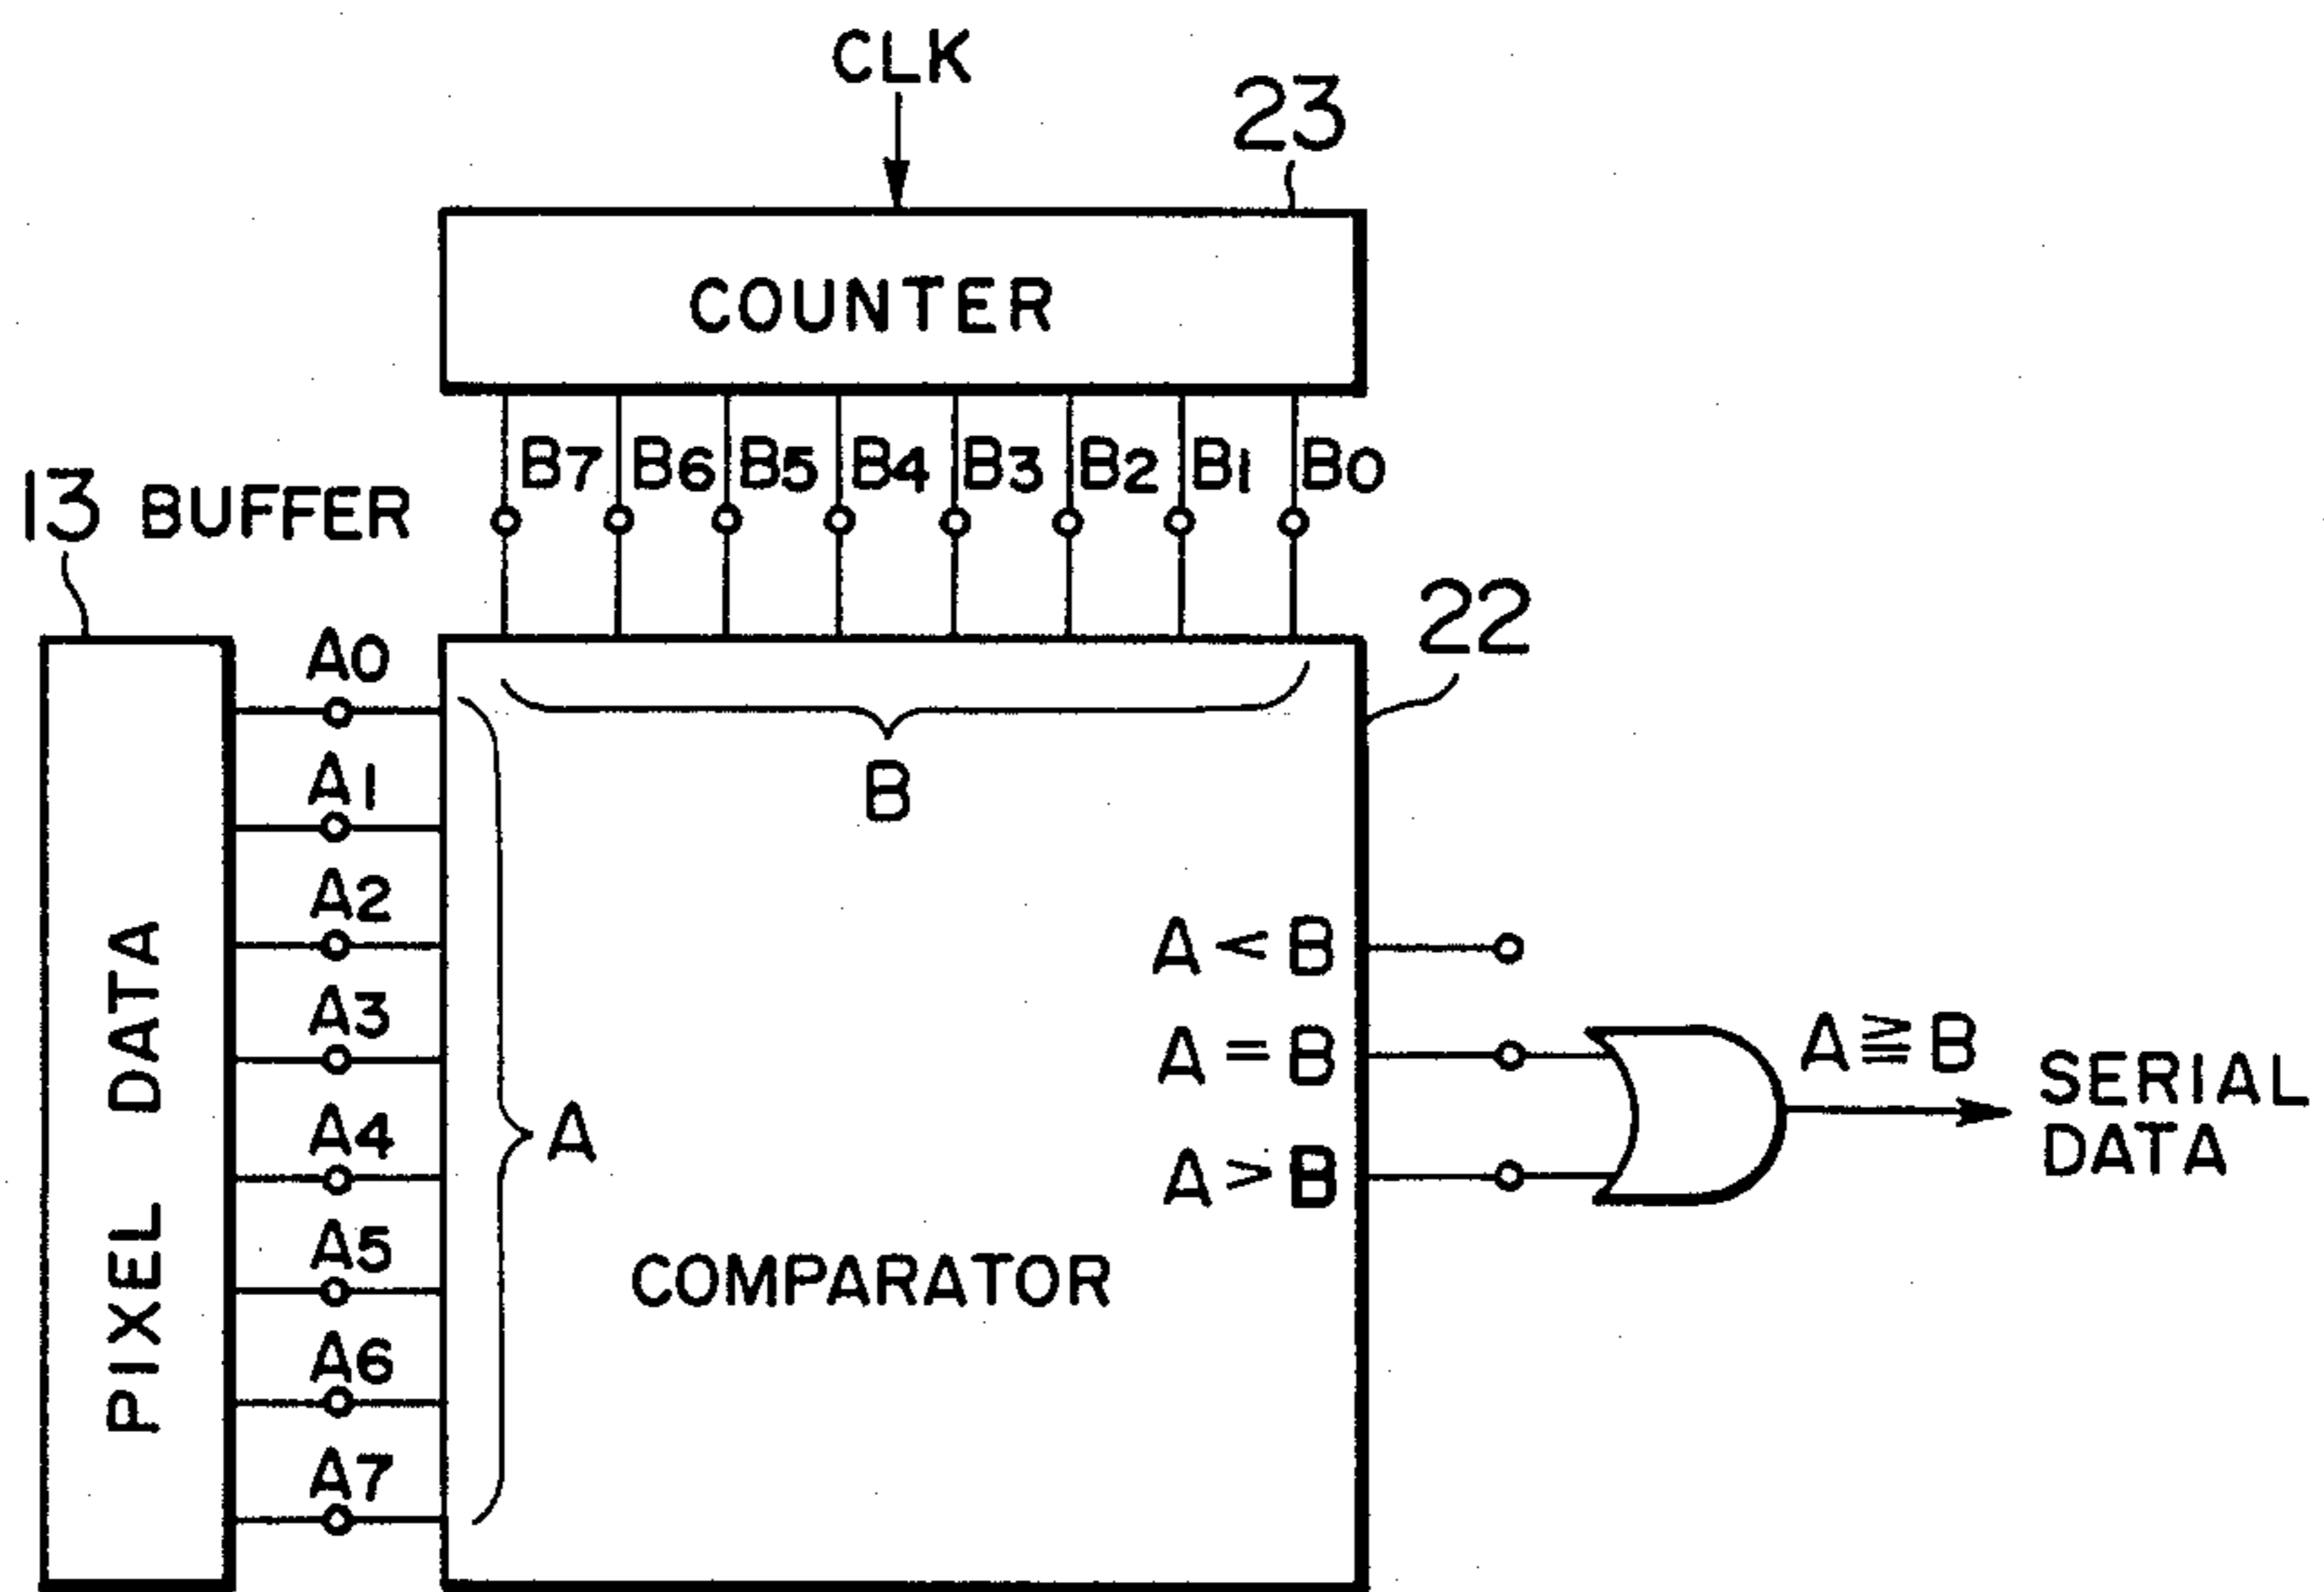 CLK
23
COUNTER
B7 B6 B5 B4 B3 B2 B1 B0
13 BUFFER
22
A0
A1
A2
A3
A4
A5
A6
A7
PIXEL DATA
B
A
A < B
A = B
A > B
COMPARATOR
A ≧ B
SERIAL
DATA